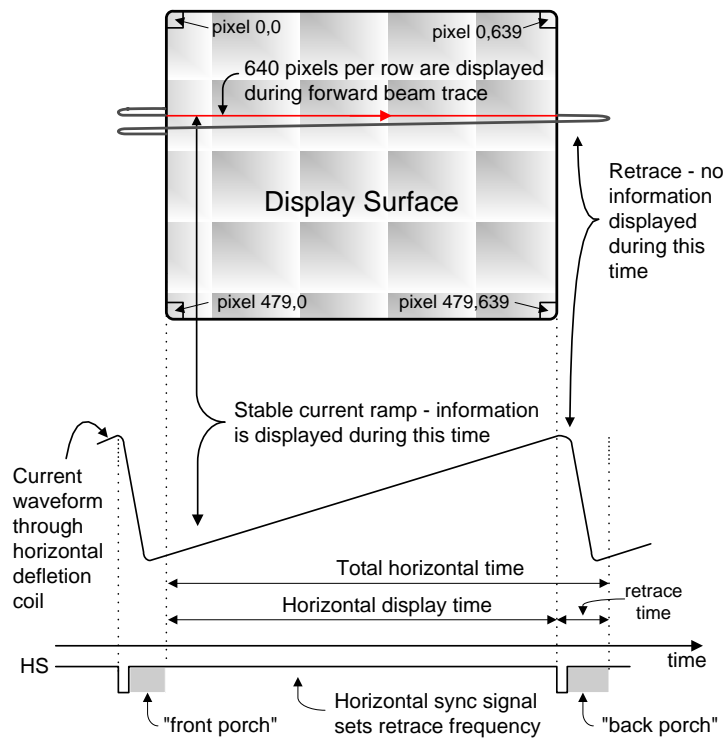 pixel 0,0
pixel 0,639
640 pixels per row are displayed
during forward beam trace
Retrace - no
information
displayed
during this
time
Display Surface
pixel 479,0
pixel 479,639
Stable current ramp - information
is displayed during this time
Current
waveform
through
horizontal
defletion
coil
Total horizontal time
Horizontal display time
retrace
time
time
HS
"front porch"
Horizontal sync signal
sets retrace frequency
"back porch"